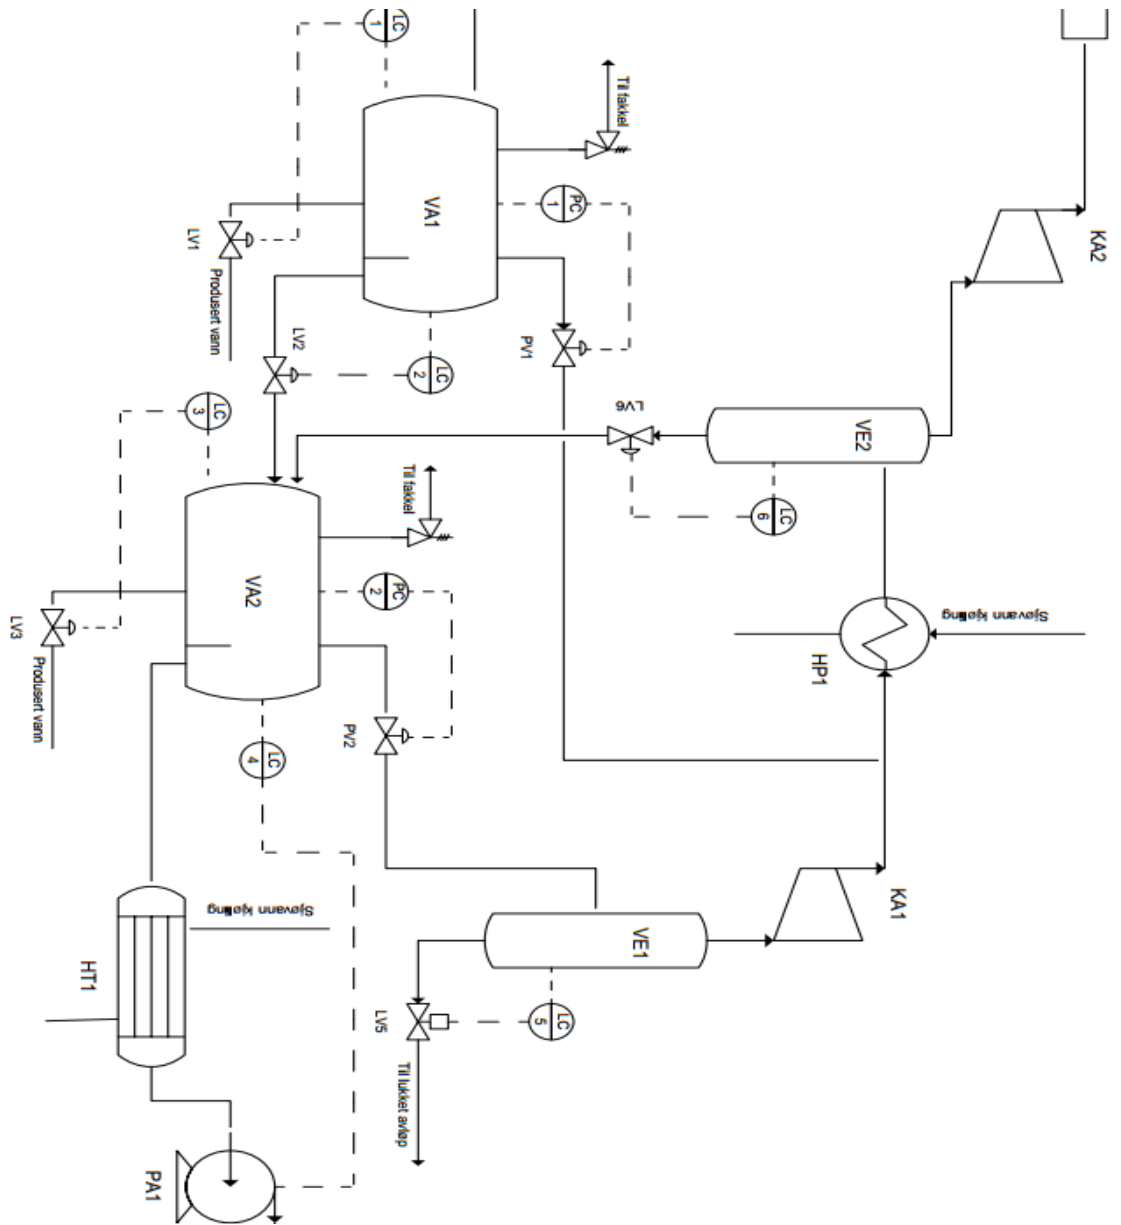 LC
1
Till fakkel
VA1
PC
1
KA2
LV1
Produsert vann
LV2
PV1
LC
2
LC
3
LV6
VE2
Til fakkel
LC
6
VA2
PC
2
LV3
Produsert vann
Sjøvann kjøling
HP1
PV2
LC
4
KA1
Sjøvann kjøling
VE1
HT1
LV5
LC
5
Til lukket avløp
PA1